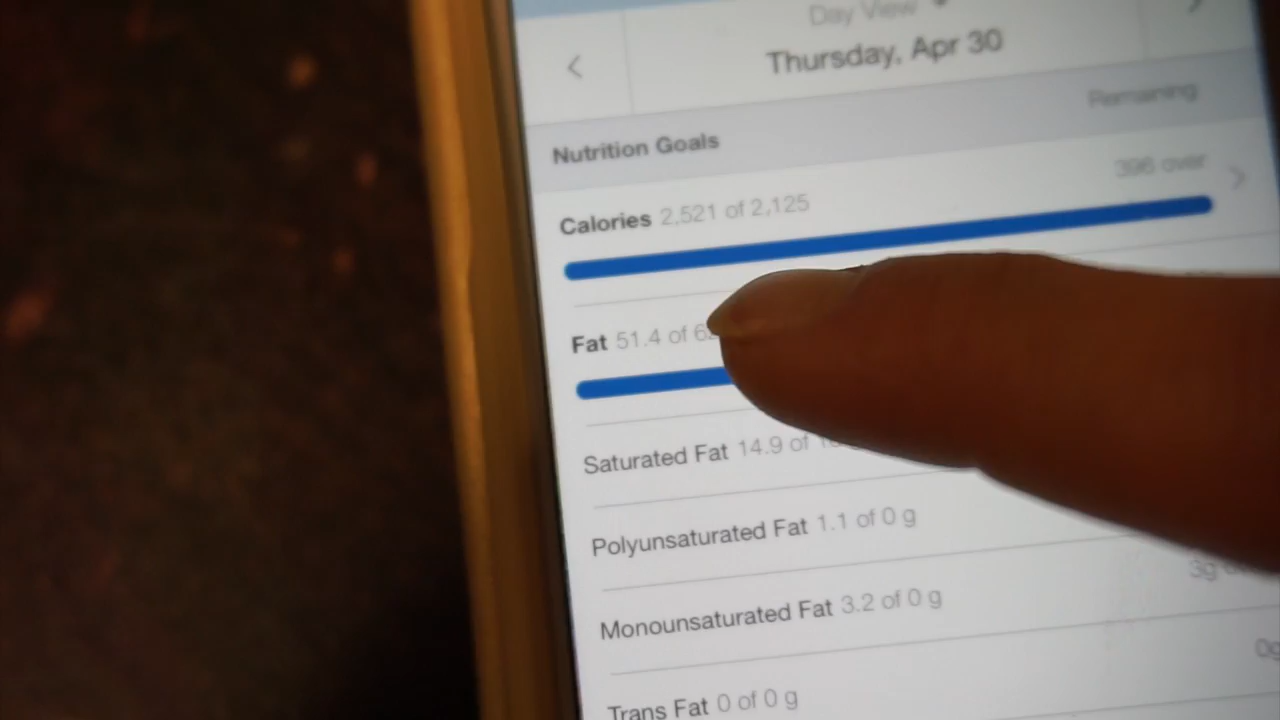 Day View
Thursday, Apr 30
Nutrition Goals Remaining
Calories 2,521 of 2,125 396 over
Fat 51.4 of
Saturated Fat 14.9 of
Polyunsaturated Fat 1.1 of 0 g
Monounsaturated Fat 3.2 of 0 g 3g
Trans Fat 0 of 0 g 0g